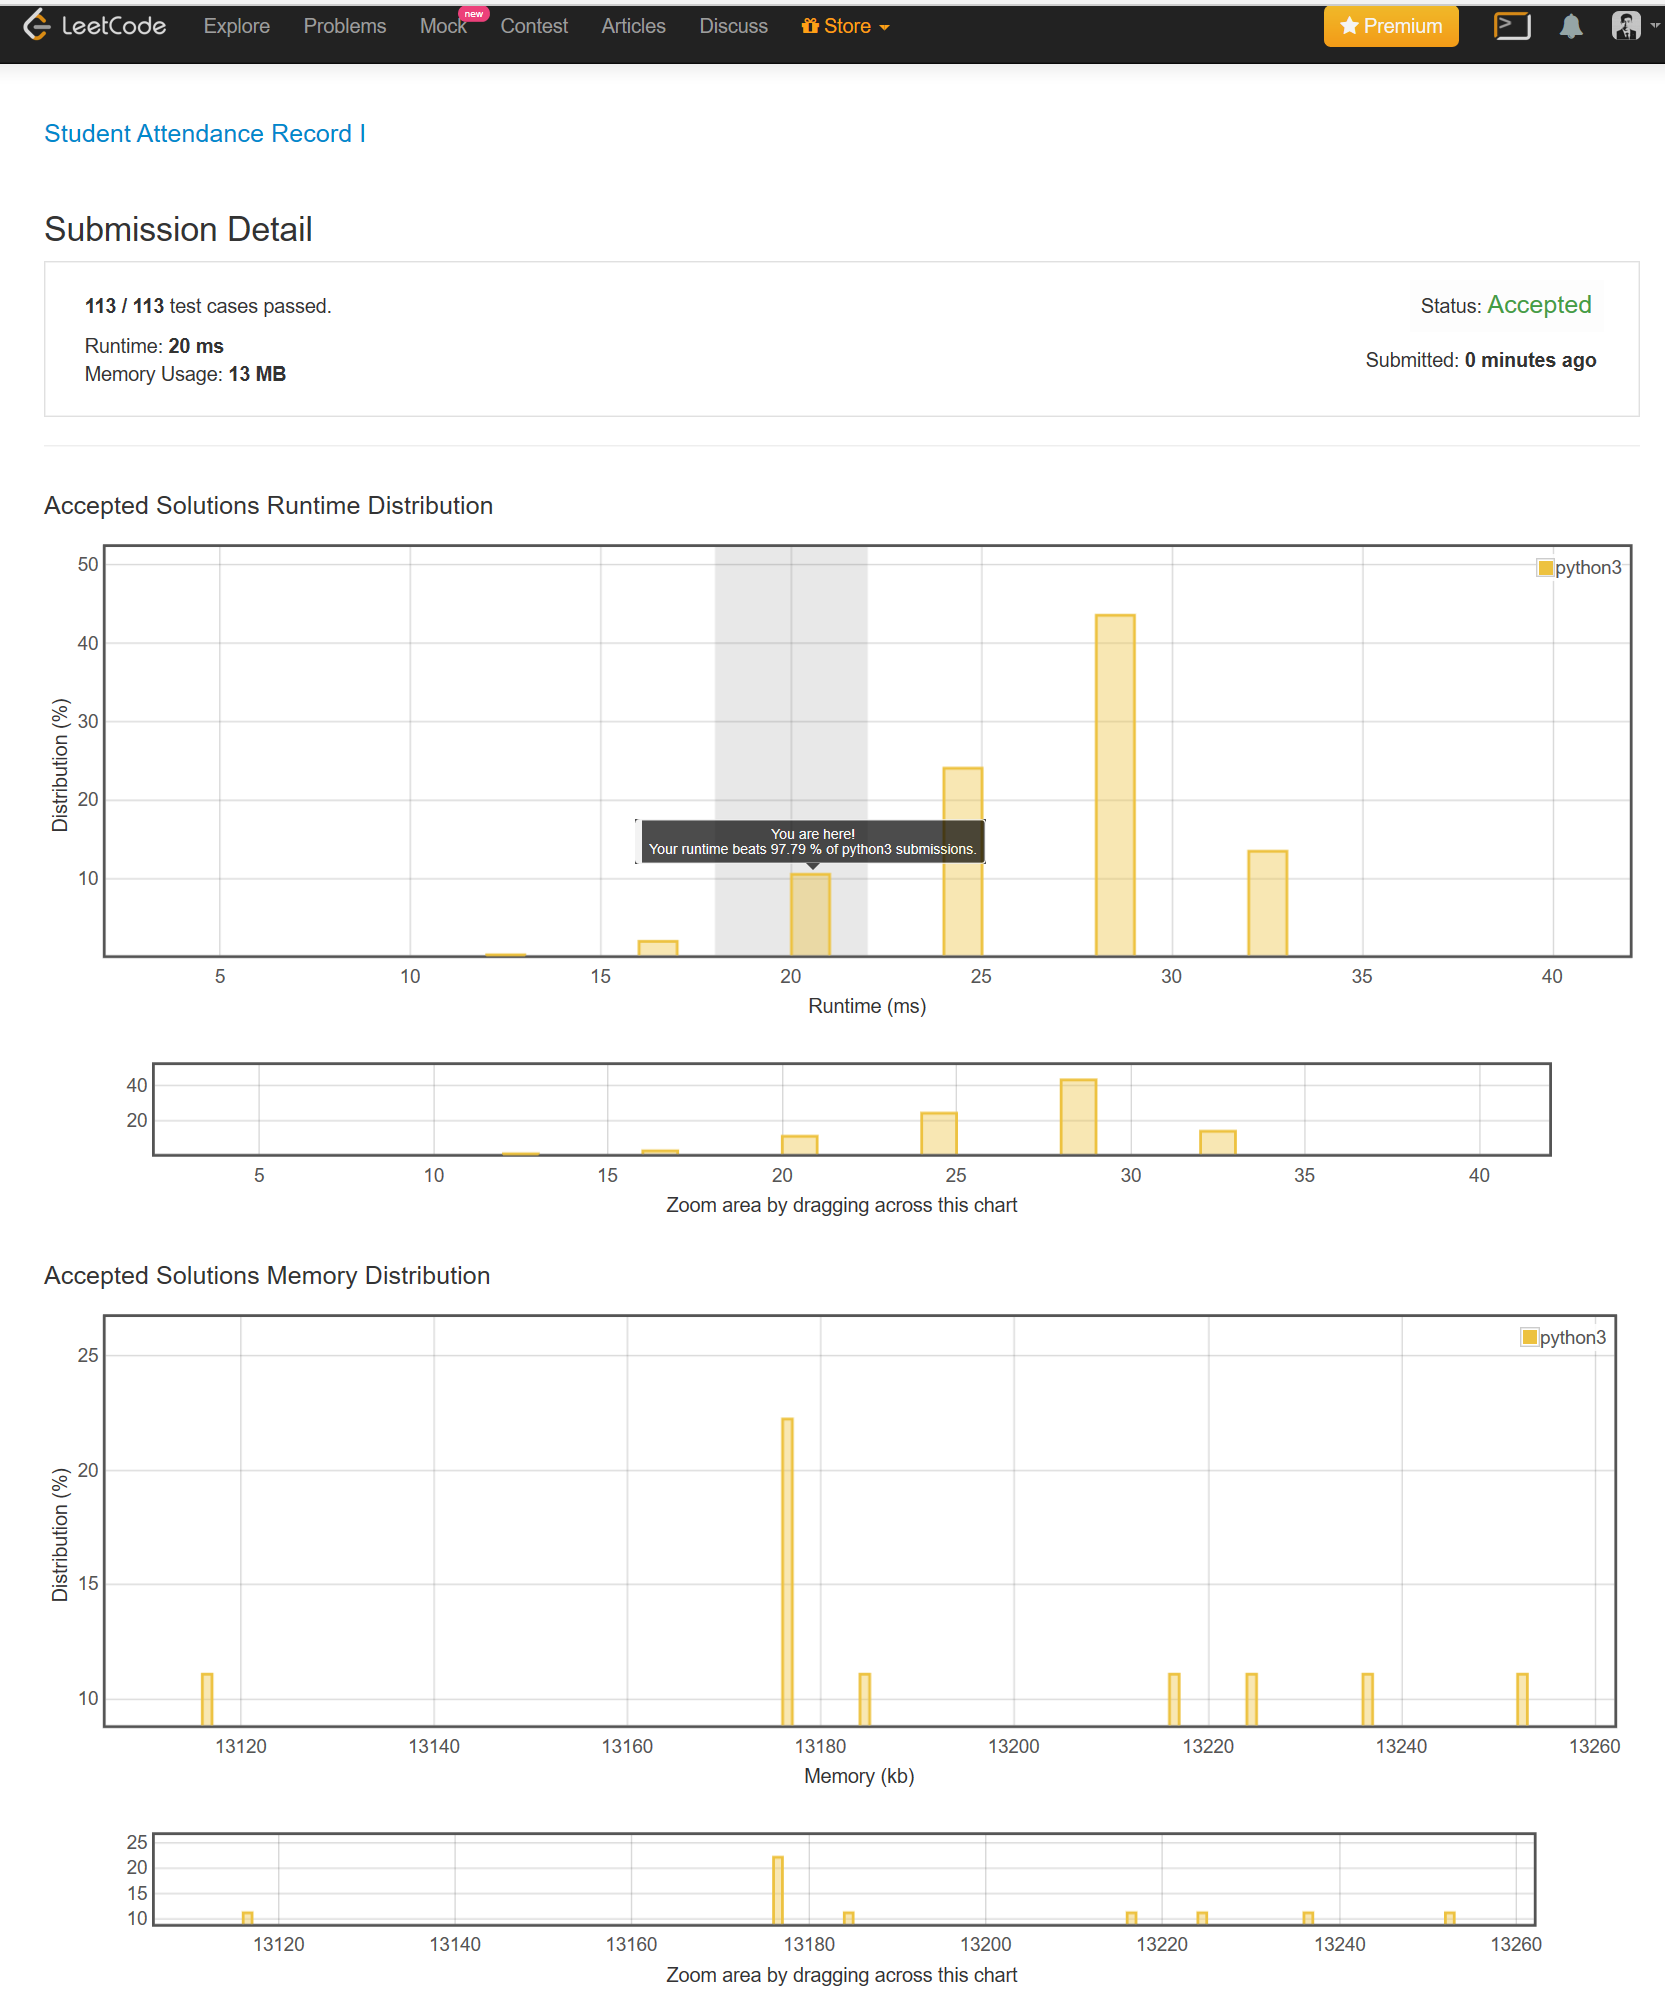 LeetCode Explore Problems Mock new Contest Articles Discuss Store Premium
Student Attendance Record I
Submission Detail
113 / 113 test cases passed.
Status: Accepted
Runtime: 20 ms
Submitted: 0 minutes ago
Memory Usage: 13 MB
Accepted Solutions Runtime Distribution
python3
50
40
30
20
10
Distribution (%)
You are here!
Your runtime beats 97.79 % of python3 submissions.
5 10 15 20 25 30 35 40
Runtime (ms)
40
20
5 10 15 20 25 30 35 40
Zoom area by dragging across this chart
Accepted Solutions Memory Distribution
python3
25
20
15
10
Distribution (%)
13120 13140 13160 13180 13200 13220 13240 13260
Memory (kb)
25
20
15
10
13120 13140 13160 13180 13200 13220 13240 13260
Zoom area by dragging across this chart